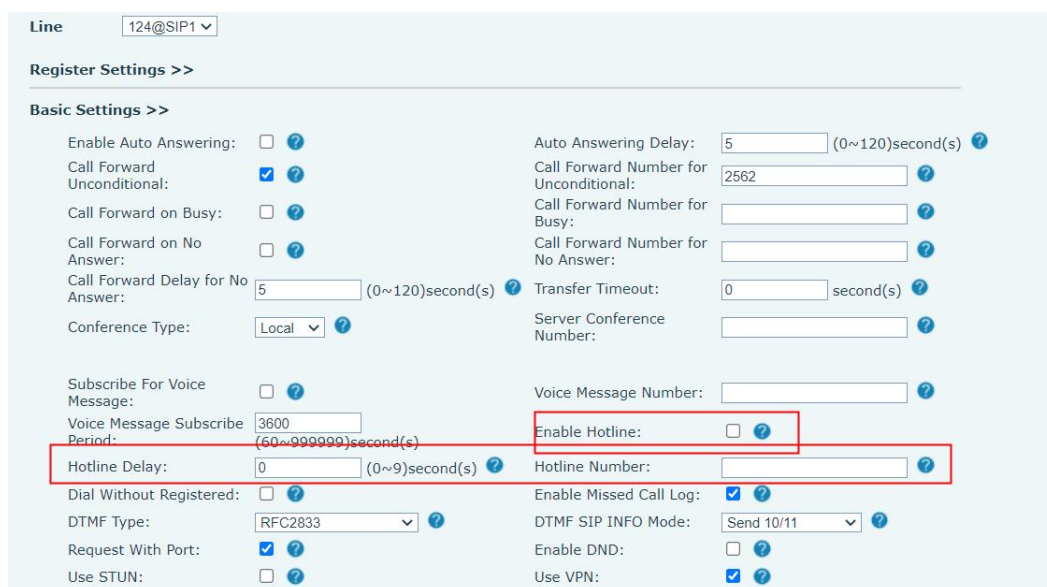 Line 124@SIP1
Register Settings >>
Basic Settings >>
Enable Auto Answering: ? Auto Answering Delay: 5 (0~120)second(s) ?
Call Forward Unconditional: ? Call Forward Number for Unconditional: 2562 ?
Call Forward on Busy: ? Call Forward Number for Busy: ?
Call Forward on No Answer: ? Call Forward Number for No Answer: ?
Call Forward Delay for No Answer: 5 (0~120)second(s) ? Transfer Timeout: 0 second(s) ?
Conference Type: Local ? Server Conference Number: ?
Subscribe For Voice Message: ? Voice Message Number: ?
Voice Message Subscribe Period: 3600 (60~999999)second(s) Enable Hotline: ?
Hotline Delay: 0 (0~9)second(s) ? Hotline Number: ?
Dial Without Registered: ? Enable Missed Call Log: ?
DTMF Type: RFC2833 ? DTMF SIP INFO Mode: Send 10/11 ?
Request With Port: ? Enable DND: ?
Use STUN: ? Use VPN: ?